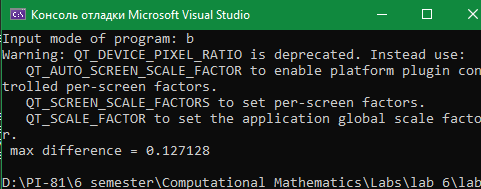 Консоль отладки Microsoft Visual Studio
Input mode of program: b
Warning: QT_DEVICE_PIXEL_RATIO is deprecated. Instead use:
QT_AUTO_SCREEN_SCALE_FACTOR to enable platform plugin con
trolled per-screen factors.
QT_SCREEN_SCALE_FACTORS to set per-screen factors.
QT_SCALE_FACTOR to set the application global scale facto
r.
max difference = 0.127128
D:\PI-81\6 semester\Computational Mathematics\Labs\lab 6\lab